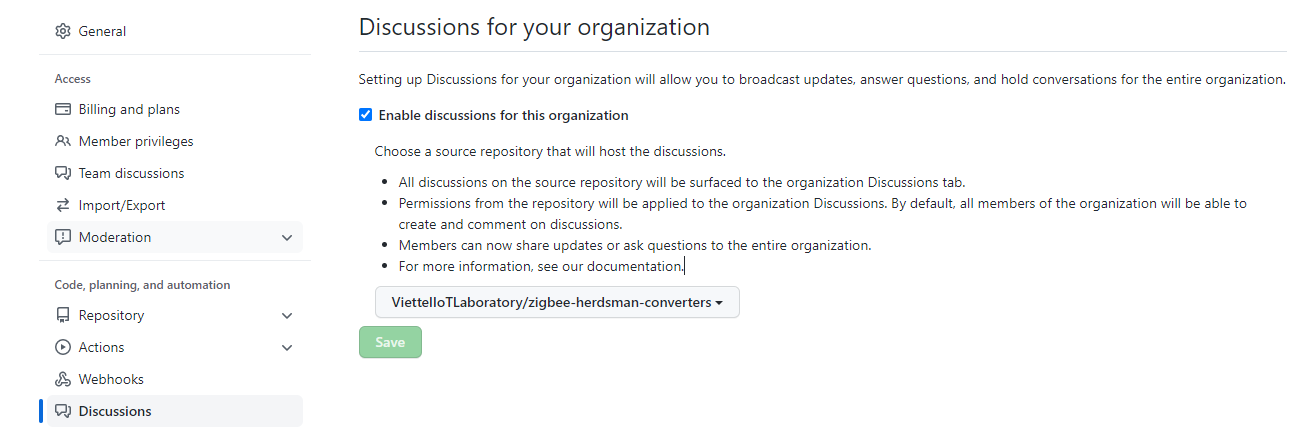 General
Access
Billing and plans
Member privileges
Team discussions
Import/Export
Moderation
Code, planning, and automation
Repository
Actions
Webhooks
Discussions
Discussions for your organization
Setting up Discussions for your organization will allow you to broadcast updates, answer questions, and hold conversations for the entire organization.
Enable discussions for this organization
Choose a source repository that will host the discussions.
All discussions on the source repository will be surfaced to the organization Discussions tab.
Permissions from the repository will be applied to the organization Discussions. By default, all members of the organization will be able to
create and comment on discussions.
Members can now share updates or ask questions to the entire organization.
For more information, see our documentation.
ViettelIoTLaboratory/zigbee-herdsman-converters
Save